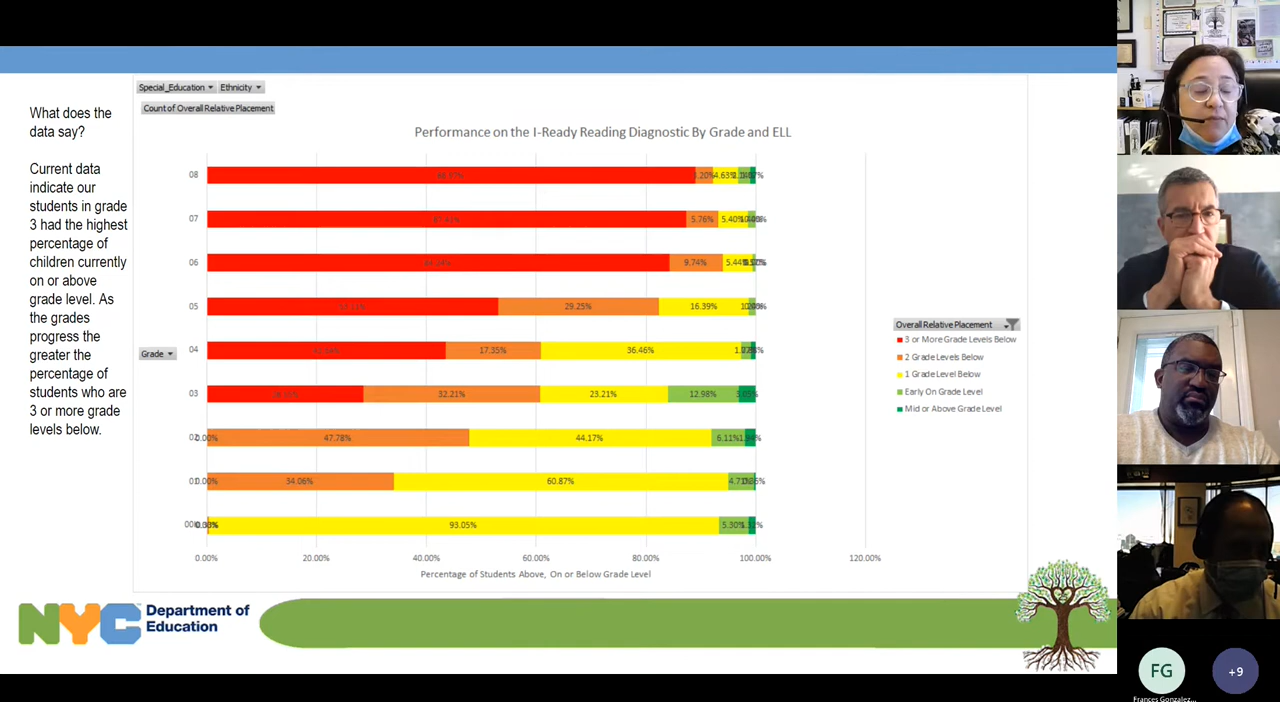 Special_Education
Ethnicity
Count of Overall Relative Placement
What does the
data say?
Current data
indicate our
students in grade
3 had the highest
percentage of
children currently
on or above
grade level. As
the grades
progress the
greater the
percentage of
students who are
3 or more grade
levels below.
Performance on the I-Ready Reading Diagnostic By Grade and ELL
08
07
5.76% 5.40%
06
9.74% 5.44%
05
29.25% 16.39%
Grade
04
17.35% 36.46%
03
32.21% 23.21% 12.98%
0.00% 47.78% 44.17% 6.11%
0.00% 34.06% 60.87%
93.05% 5.30%
0.00% 20.00% 40.00% 60.00% 80.00% 100.00% 120.00%
Percentage of Students Above, On or Below Grade Level
Overall Relative Placement
3 or More Grade Levels Below
2 Grade Levels Below
1 Grade Level Below
Early On Grade Level
Mid or Above Grade Level
NYC Department of
Education
FG
+9
Frances Gonzalez...